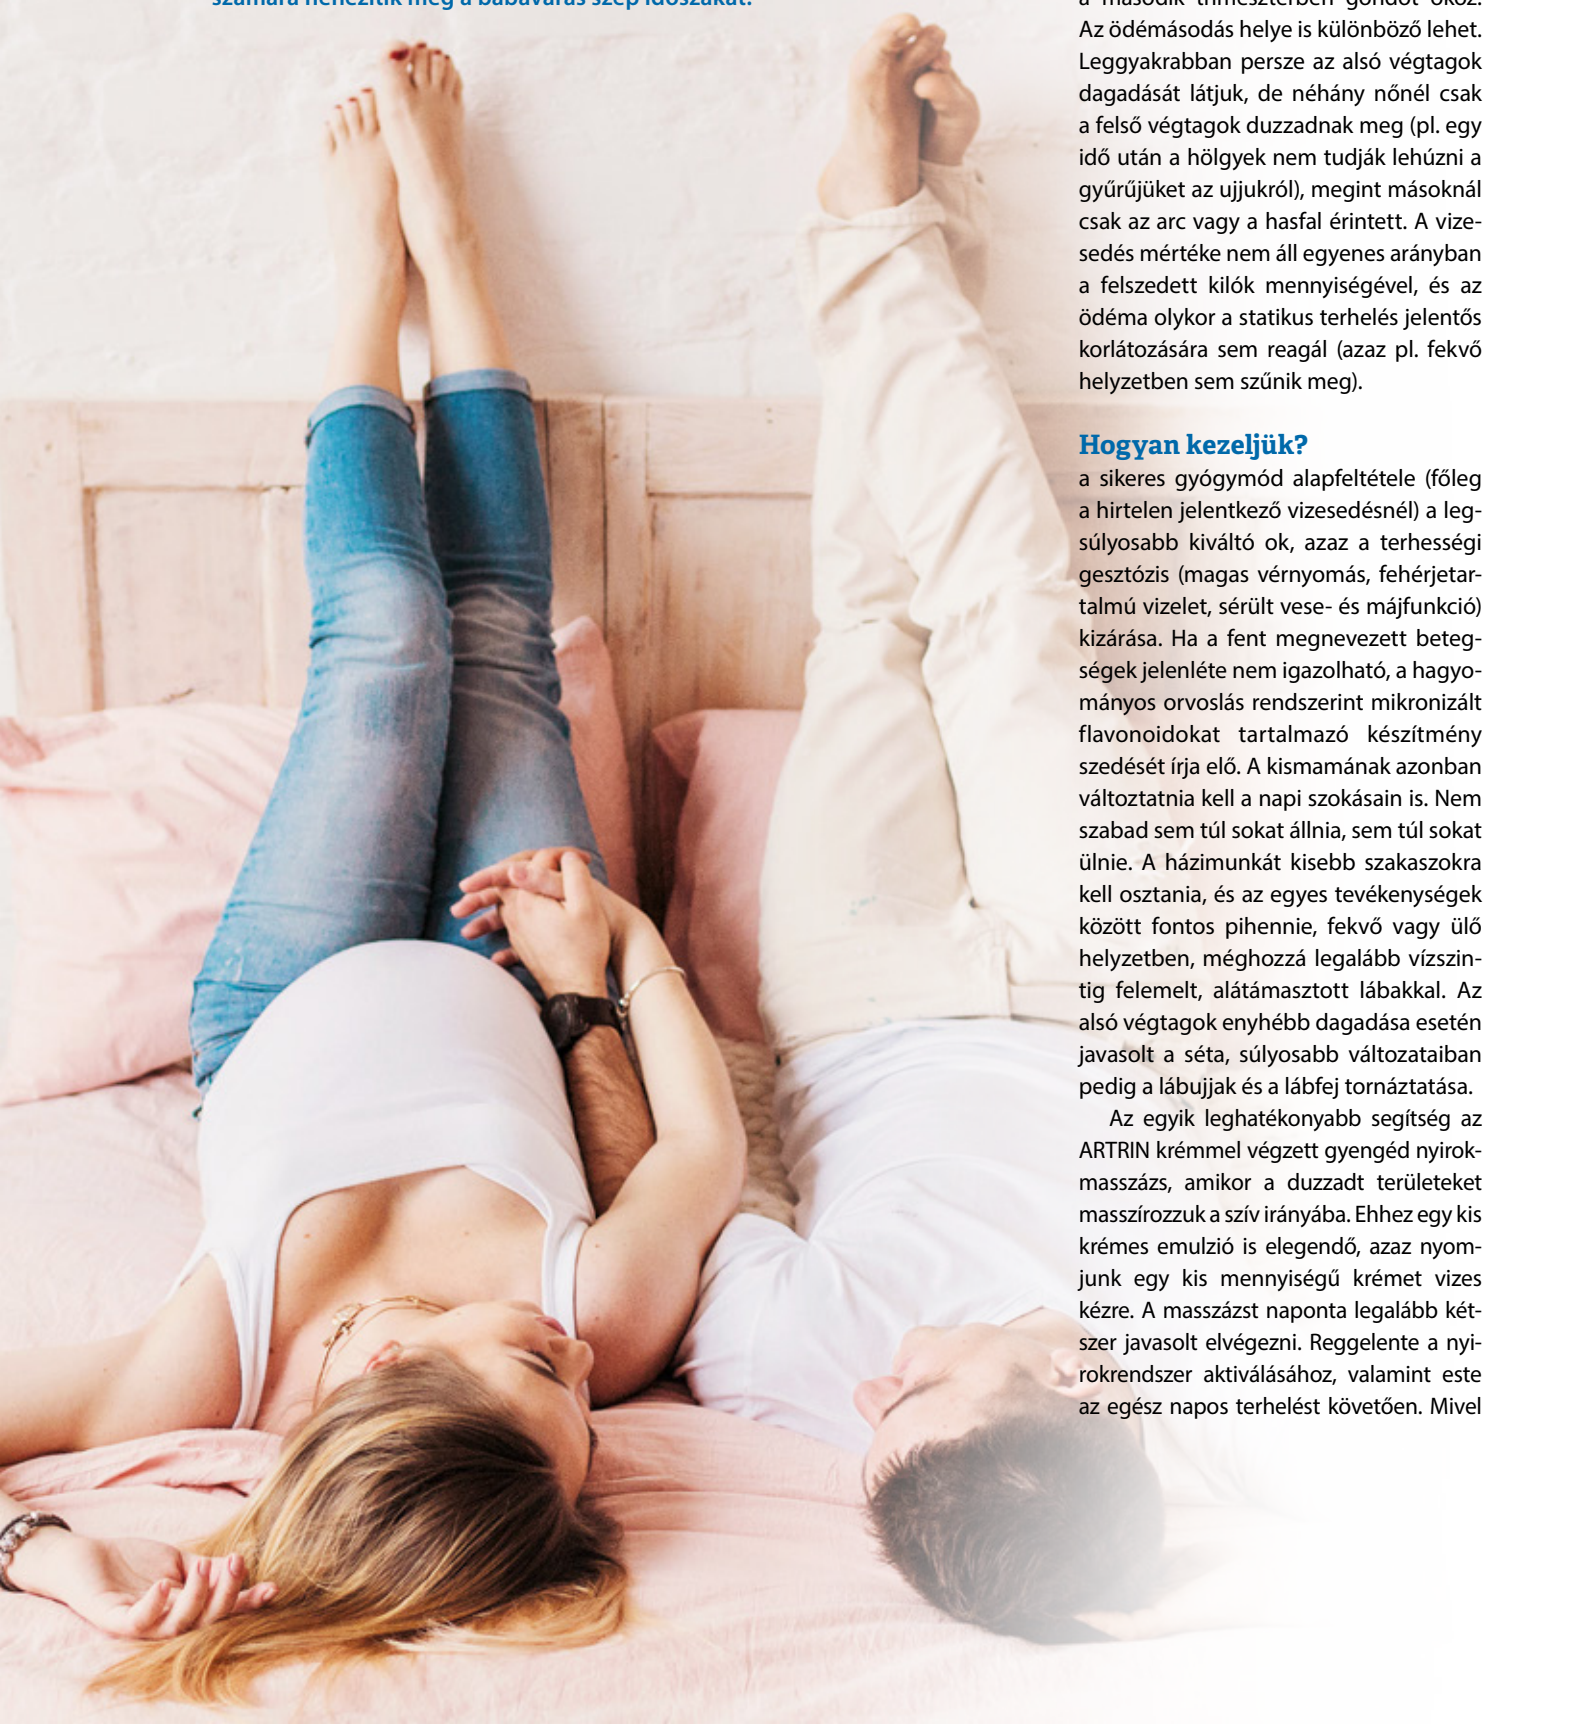 számára nehezítik meg a babavárás szép időszakát.
a második trimeszterben gondot okoz.
Az ödémásodás helye is különböző lehet.
Leggyakrabban persze az alsó végtagok
dagadását látjuk, de néhány nőnél csak
a felső végtagok duzzadnak meg (pl. egy
idő után a hölgyek nem tudják lehúzni a
gyűrűjüket az ujjukról), megint másoknál
csak az arc vagy a hasfal érintett. A vize-
sedés mértéke nem áll egyenes arányban
a felszedett kilók mennyiségével, és az
ödéma olykor a statikus terhelés jelentős
korlátozására sem reagál (azaz pl. fekvő
helyzetben sem szűnik meg).
Hogyan kezeljük?
a sikeres gyógymód alapfeltétele (főleg
a hirtelen jelentkező vizesedésnél) a leg-
súlyosabb kiváltó ok, azaz a terhességi
gesztózis (magas vérnyomás, fehérjetar-
talmú vizelet, sérült vese- és májfunkció)
kizárása. Ha a fent megnevezett beteg-
ségek jelenléte nem igazolható, a hagyo-
mányos orvoslás rendszerint mikronizált
flavonoidokat tartalmazó készítmény
szedését írja elő. A kismamának azonban
változtatnia kell a napi szokásain is. Nem
szabad sem túl sokat állnia, sem túl sokat
ülnie. A házimunkát kisebb szakaszokra
kell osztania, és az egyes tevékenységek
között fontos pihennie, fekvő vagy ülő
helyzetben, méghozzá legalább vízszin-
tig felemelt, alátámasztott lábakkal. Az
alsó végtagok enyhébb dagadása esetén
javasolt a séta, súlyosabb változataiban
pedig a lábujjak és a lábfej tornáztatása.
Az egyik leghatékonyabb segítség az
ARTRIN krémmel végzett gyengéd nyirok-
masszázs, amikor a duzzadt területeket
masszírozzuk a szív irányába. Ehhez egy kis
krémes emulzió is elegendő, azaz nyom-
junk egy kis mennyiségű krémet vizes
kézre. A masszázst naponta legalább két-
szer javasolt elvégezni. Reggelente a nyi-
rokrendszer aktiválásához, valamint este
az egész napos terhelést követően. Mivel